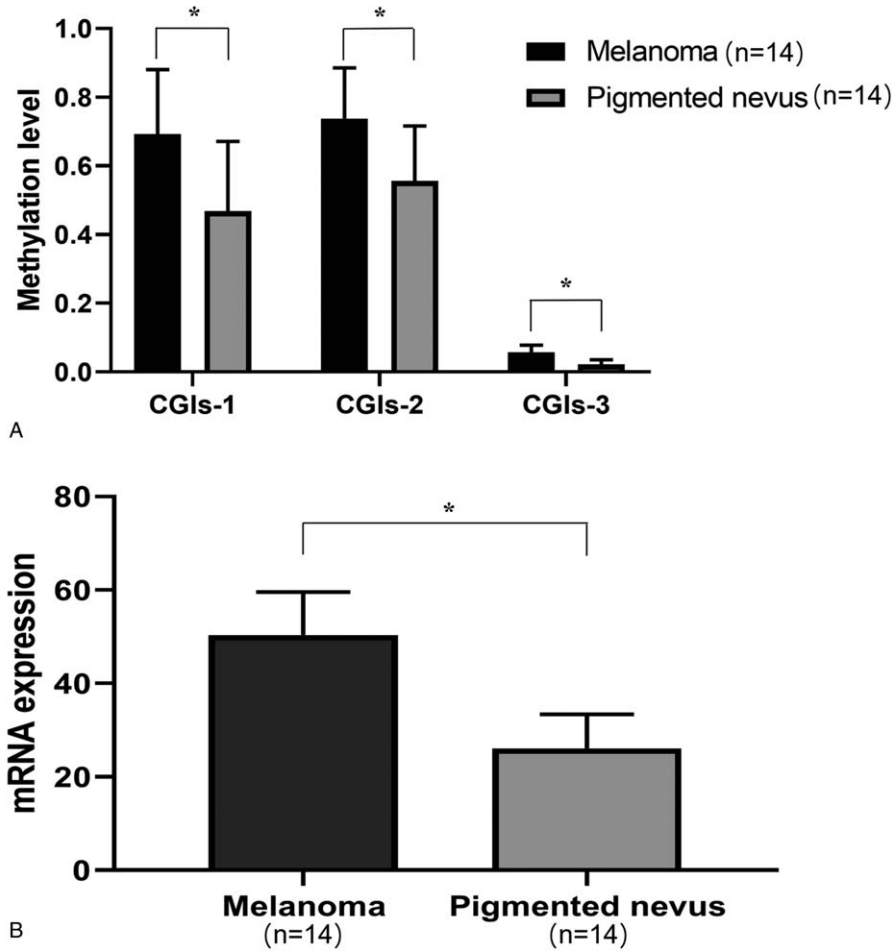 Melanoma (n=14)
Pigmented nevus (n=14)
*
*
*
Methylation level
1.0
0.8
0.6
0.4
0.2
0.0
CGIs-1
CGIs-2
CGIs-3
A
mRNA expression
80
60
40
20
0
*
Melanoma
(n=14)
Pigmented nevus
(n=14)
B